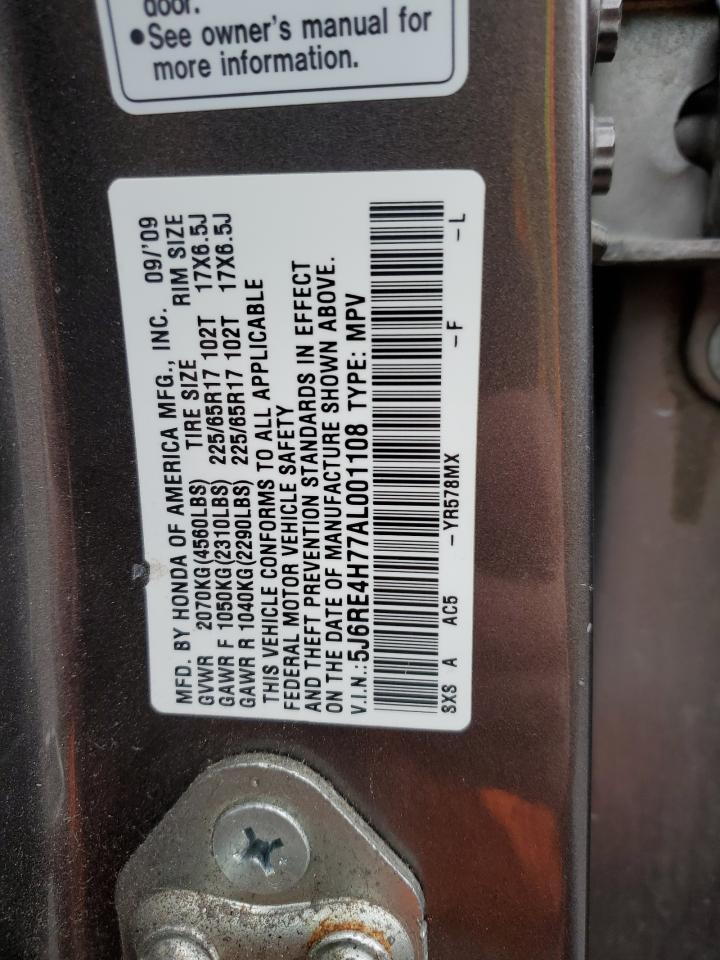 door.
●See owner's manual for
more information.
MFD. BY HONDA OF AMERICA MFG., INC. 09/'09
GVWR 2070KG(4560LBS) TIRE SIZE RIM SIZE
GAWR F 1050KG(2310LBS) 225/65R17 102T 17X6.5J
GAWR R 1040KG(2290LBS) 225/65R17 102T 17X6.5J
THIS VEHICLE CONFORMS TO ALL APPLICABLE
FEDERAL MOTOR VEHICLE SAFETY
AND THEFT PREVENTION STANDARDS IN EFFECT
ON THE DATE OF MANUFACTURE SHOWN ABOVE.
V.I.N.:5J6RE4H77AL001108 TYPE: MPV
SXS A AC5 -YR578MX -F -L